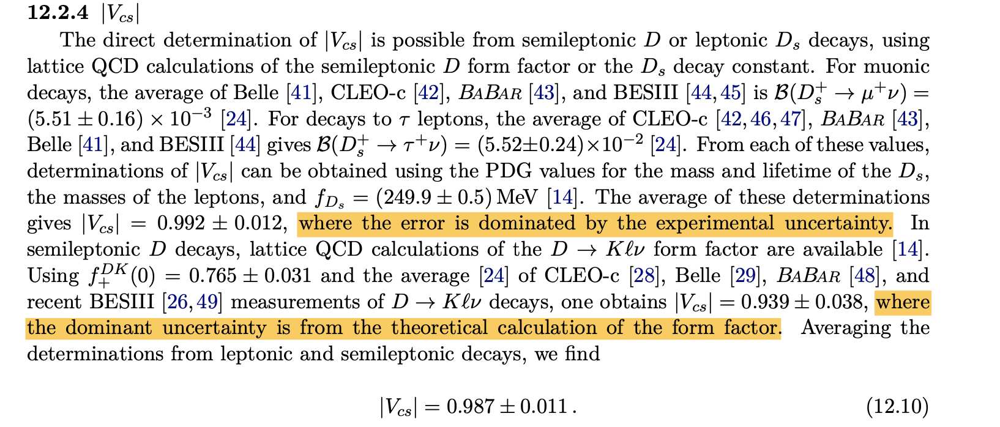 12.2.4 |V_cs|
The direct determination of |V_cs| is possible from semileptonic D or leptonic D_s decays, using
lattice QCD calculations of the semileptonic D form factor or the D_s decay constant. For muonic
decays, the average of Belle [41], CLEO-c [42], BABAR [43], and BESIII [44,45] is ℬ(D_s^+ → μ^+ν) =
(5.51 ± 0.16) × 10^−3 [24]. For decays to τ leptons, the average of CLEO-c [42,46,47], BABAR [43],
Belle [41], and BESIII [44] gives ℬ(D_s^+ → τ^+ν) = (5.52±0.24)×10^−2 [24]. From each of these values,
determinations of |V_cs| can be obtained using the PDG values for the mass and lifetime of the D_s,
the masses of the leptons, and f_{D_s} = (249.9 ± 0.5) MeV [14]. The average of these determinations
gives |V_cs| = 0.992 ± 0.012, where the error is dominated by the experimental uncertainty. In
semileptonic D decays, lattice QCD calculations of the D → Kℓν form factor are available [14].
Using f_+^{DK}(0) = 0.765 ± 0.031 and the average [24] of CLEO-c [28], Belle [29], BABAR [48], and
recent BESIII [26,49] measurements of D → Kℓν decays, one obtains |V_cs| = 0.939 ± 0.038, where
the dominant uncertainty is from the theoretical calculation of the form factor. Averaging the
determinations from leptonic and semileptonic decays, we find
|V_cs| = 0.987 ± 0.011 . (12.10)